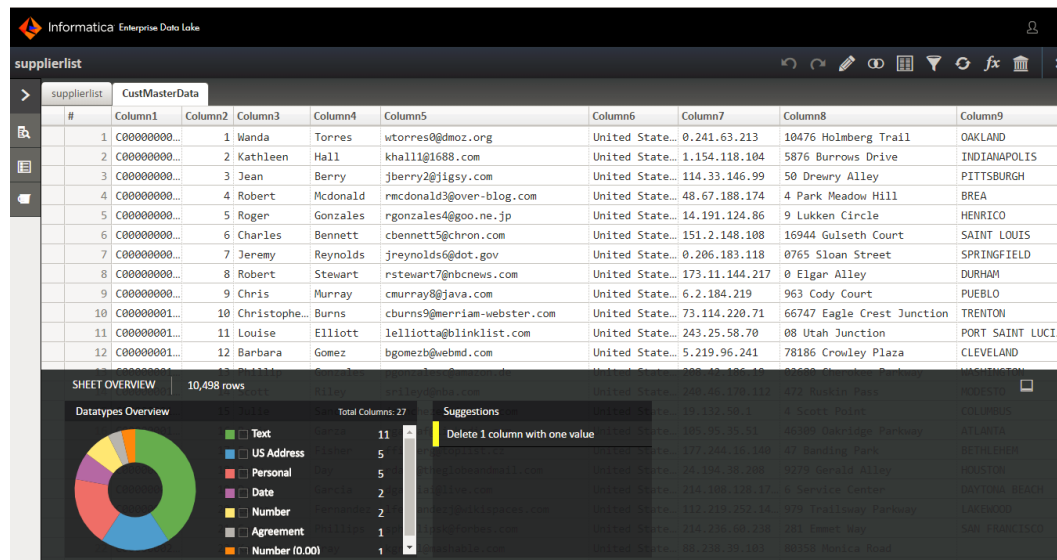 Informatica Enterprise Data Lake
supplierlist
fx
supplierlist CustMasterData
# Column1 Column2 Column3 Column4 Column5 Column6 Column7 Column8 Column9
1 C00000000... 1 Wanda Torres wtorres0@dmoz.org United State... 0.241.63.213 10476 Holmberg Trail OAKLAND
2 C00000000... 2 Kathleen Hall khall1@1688.com United State... 1.154.118.104 5876 Burrows Drive INDIANAPOLIS
3 C00000000... 3 Jean Berry jberry2@jigsy.com United State... 114.33.146.99 50 Drewry Alley PITTSBURGH
4 C00000000... 4 Robert Mcdonald rmcdonald3@over-blog.com United State... 48.67.188.174 4 Park Meadow Hill BREA
5 C00000000... 5 Roger Gonzales rgonzales4@goo.ne.jp United State... 14.191.124.86 9 Lukken Circle HENRICO
6 C00000000... 6 Charles Bennett cbennett5@chron.com United State... 151.2.148.108 16944 Gulseth Court SAINT LOUIS
7 C00000000... 7 Jeremy Reynolds jreynolds6@dot.gov United State... 0.206.183.118 0765 Sloan Street SPRINGFIELD
8 C00000000... 8 Robert Stewart rstewart7@nbcnews.com United State... 173.11.144.217 0 Elgar Alley DURHAM
9 C00000000... 9 Chris Murray cmurray8@java.com United State... 6.2.184.219 963 Cody Court PUEBLO
10 C00000001... 10 Christophe... Burns cburns9@merriam-webster.com United State... 73.114.220.71 66747 Eagle Crest Junction TRENTON
11 C00000001... 11 Louise Elliott lelliotta@blinklist.com United State... 243.25.58.70 08 Utah Junction PORT SAINT LUCI
12 C00000001... 12 Barbara Gomez bgomezb@webmd.com United State... 5.219.96.241 78186 Crowley Plaza CLEVELAND
SHEET OVERVIEW 10,498 rows
Datatypes Overview Total Columns: 27 Suggestions
Text 11 Delete 1 column with one value
US Address 5
Personal 5
Date 2
Number 2
Agreement 1
Number (0.00) 1